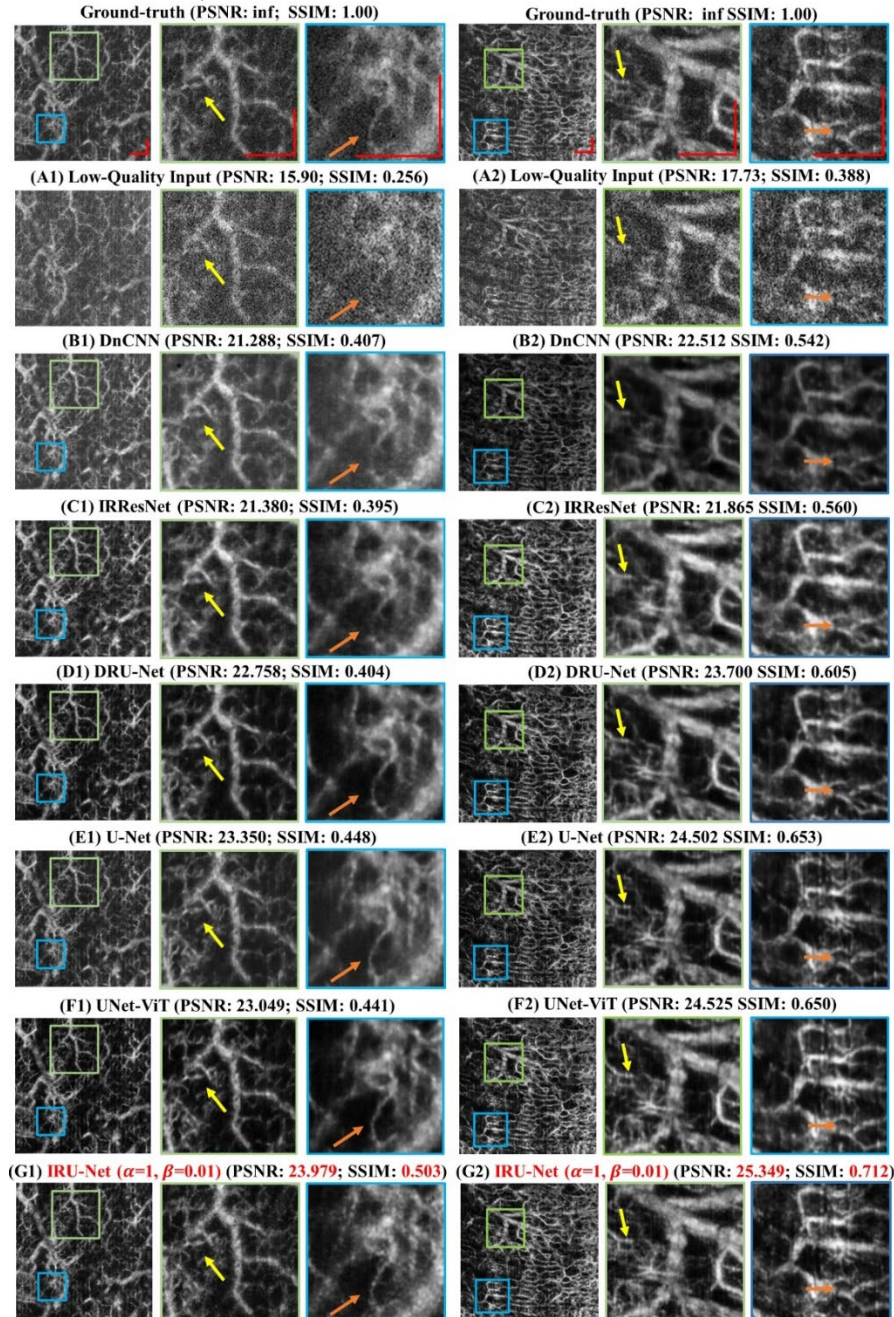 Ground-truth (PSNR: inf;  SSIM: 1.00)
Ground-truth (PSNR:  inf SSIM: 1.00)
(A1) Low-Quality Input (PSNR: 15.90; SSIM: 0.256)
(A2) Low-Quality Input (PSNR: 17.73; SSIM: 0.388)
(B1) DnCNN (PSNR: 21.288; SSIM: 0.407)
(B2) DnCNN (PSNR: 22.512 SSIM: 0.542)
(C1) IRResNet (PSNR: 21.380; SSIM: 0.395)
(C2) IRResNet (PSNR: 21.865 SSIM: 0.560)
(D1) DRU-Net (PSNR: 22.758; SSIM: 0.404)
(D2) DRU-Net (PSNR: 23.700 SSIM: 0.605)
(E1) U-Net (PSNR: 23.350; SSIM: 0.448)
(E2) U-Net (PSNR: 24.502 SSIM: 0.653)
(F1) UNet-ViT (PSNR: 23.049; SSIM: 0.441)
(F2) UNet-ViT (PSNR: 24.525 SSIM: 0.650)
(G1) IRU-Net (α=1, β=0.01) (PSNR: 23.979; SSIM: 0.503)
(G2) IRU-Net (α=1, β=0.01) (PSNR: 25.349; SSIM: 0.712)